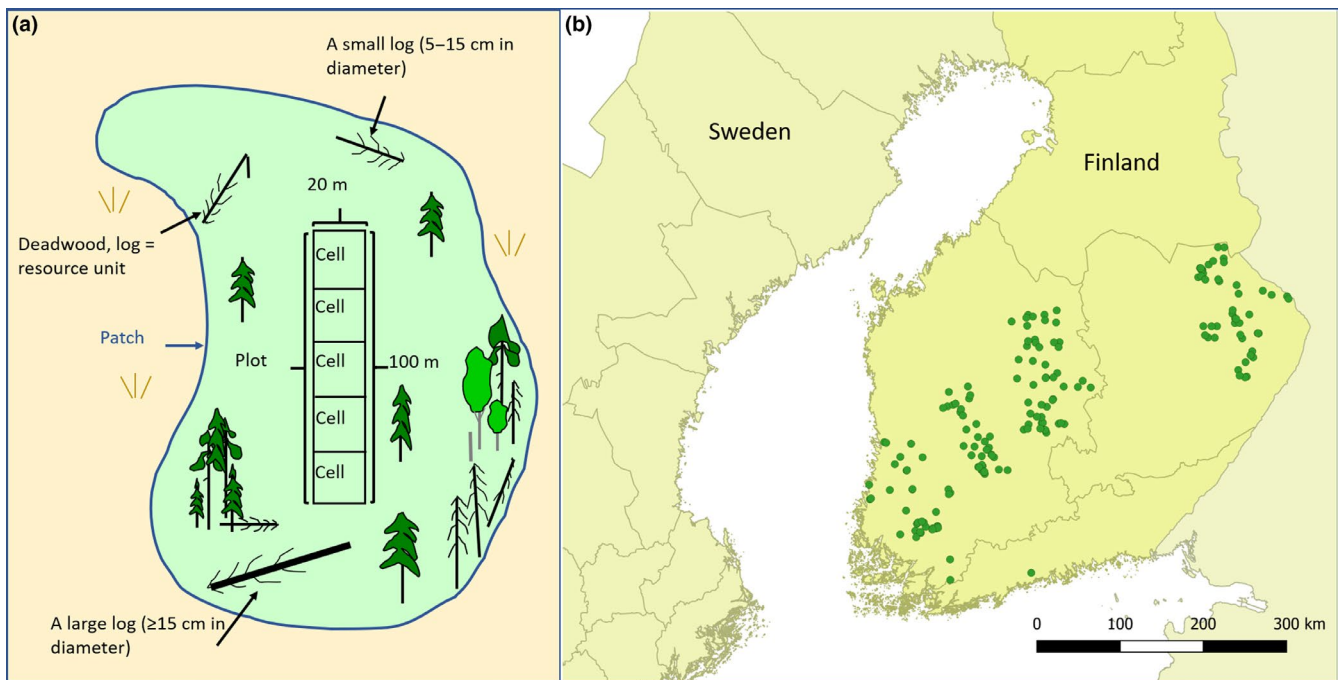 (a)
A small log (5–15 cm in
diameter)
20 m
Deadwood, log =
resource unit
Cell
Cell
Patch
Plot
Cell
100 m
Cell
Cell
A large log (≥15 cm in
diameter)
(b)
Sweden
Finland
0 100 200 300 km